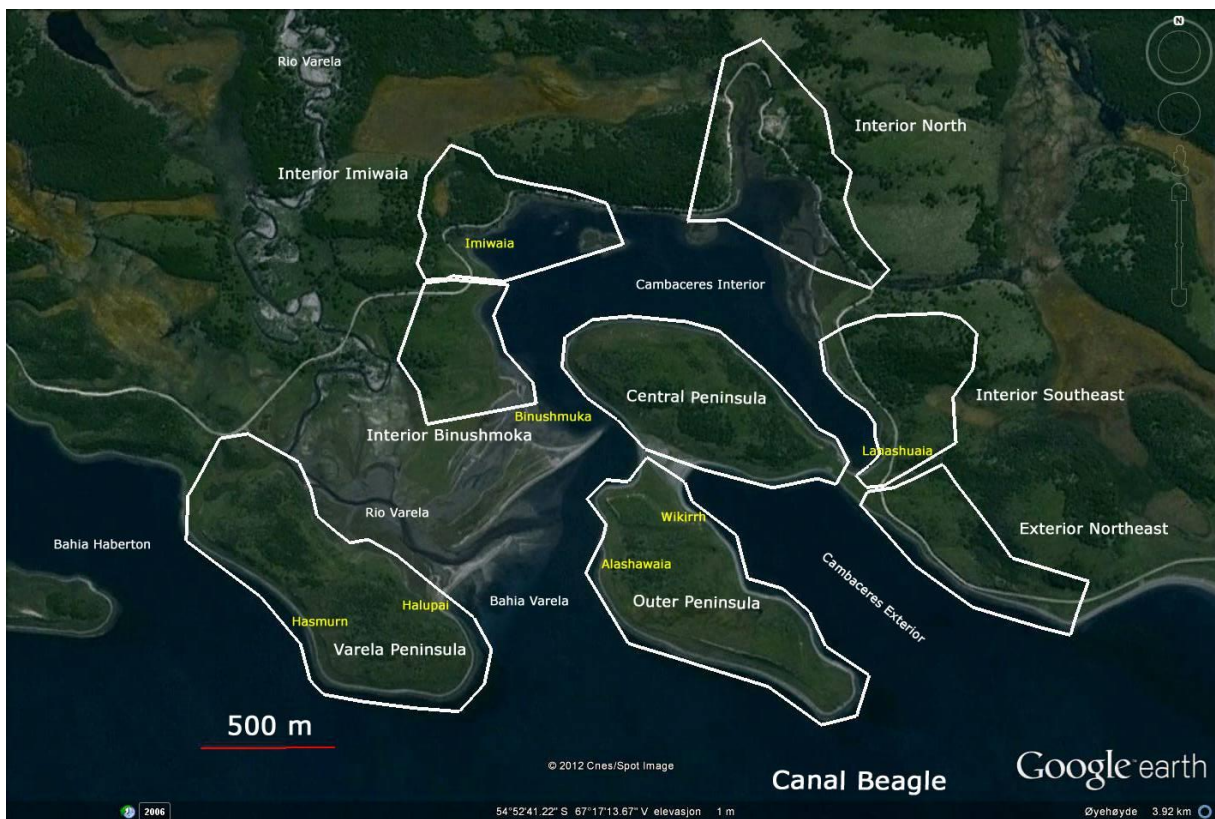 Rio Varela
N
Interior North
Interior Imiwaia
Imiwaia
Cambaceres Interior
Central Peninsula
Interior Southeast
Binushmuka
Interior Binushmoka
Lanashuaia
Rio Varela
Wikirrh
Exterior Northeast
Bahia Haberton
Alashawaia
Cambaceres Exterior
Halupai
Bahia Varela
Outer Peninsula
Hasmurn
Varela Peninsula
500 m
© 2012 Cnes/Spot Image
Canal Beagle
Google earth
2006
54°52'41.22" S 67°17'13.67" V elevasjon 1 m
Øyehøyde 3.92 km